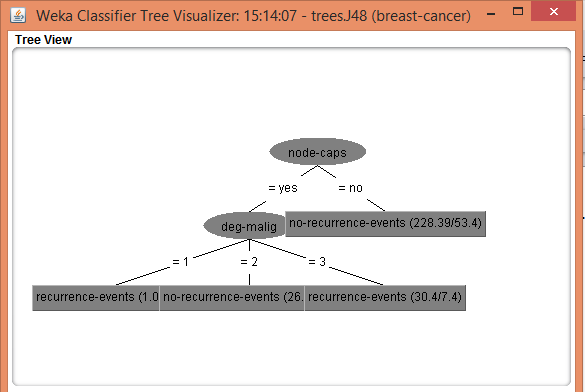 Weka Classifier Tree Visualizer: 15:14:07 - trees.J48 (breast-cancer)
Tree View
node-caps
= yes
= no
deg-malig
no-recurrence-events (228.39/53.4)
= 1
= 2
= 3
recurrence-events (1.0
no-recurrence-events (26.
recurrence-events (30.4/7.4)